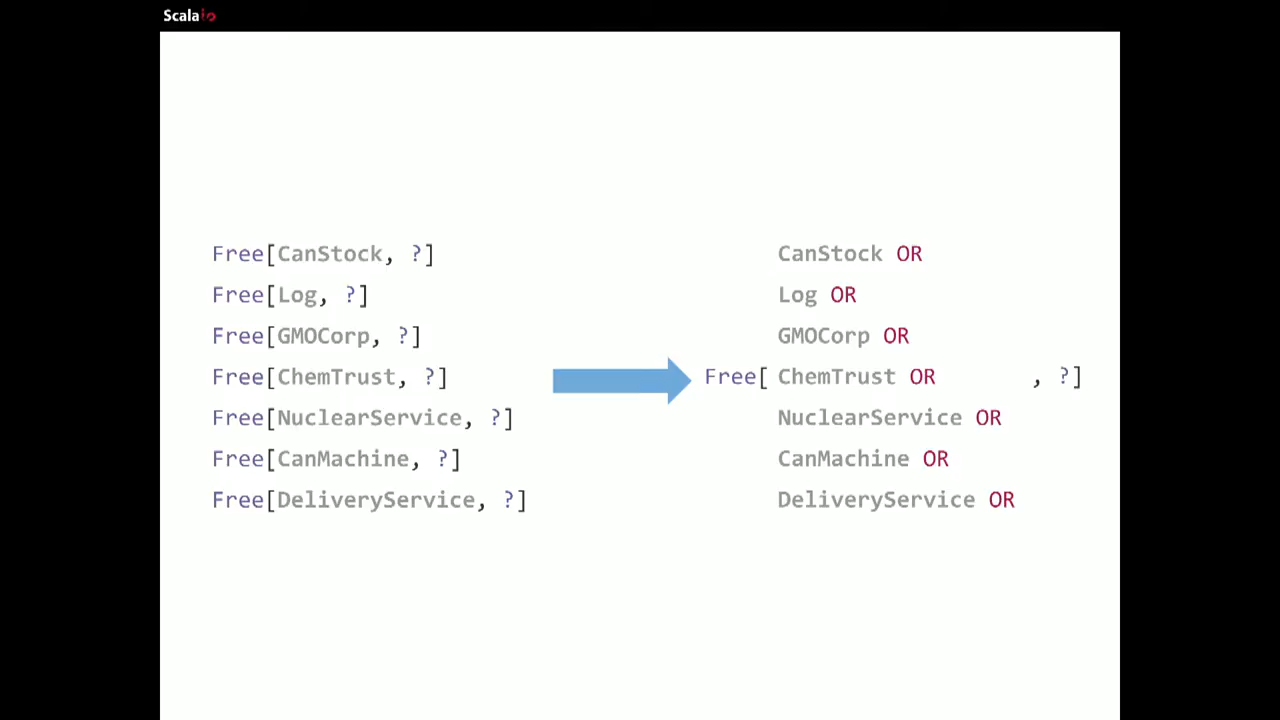 Scalaio
Free[CanStock, ?]
Free[Log, ?]
Free[GMOCorp, ?]
Free[ChemTrust, ?]
Free[NuclearService, ?]
Free[CanMachine, ?]
Free[DeliveryService, ?]
CanStock OR
Log OR
GMOCorp OR
Free[ ChemTrust OR , ?]
NuclearService OR
CanMachine OR
DeliveryService OR